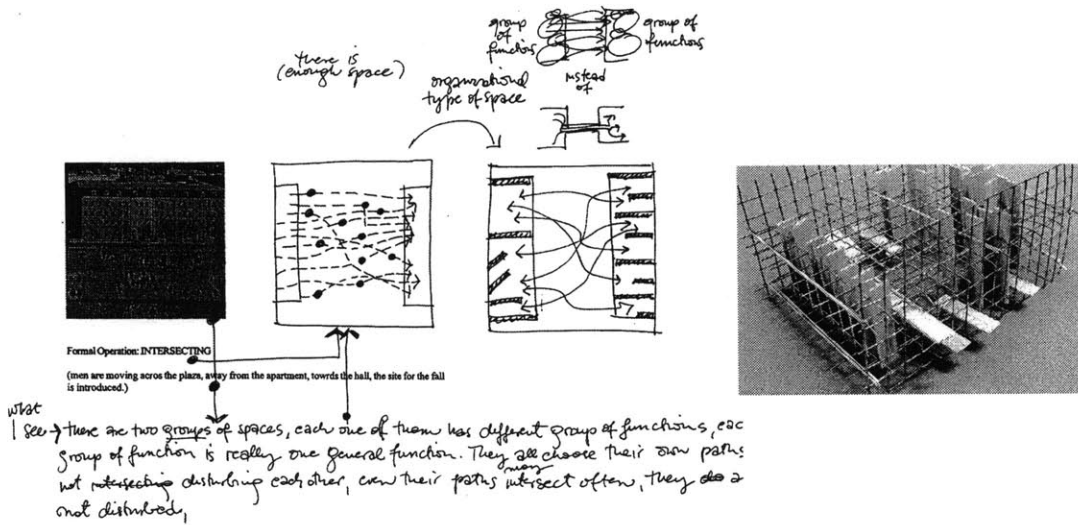 group of functions
group of functions
there is
(enough space)
instead of
organizational
type of space
Formal Operation: INTERSECTING
(men are moving acros the plaza, away from the apartment, towrds the hall, the site for the fall
is introduced.)
what
I see → there are two groups of spaces, each one of them has different group of functions, eac
group of function is really one general function. They all choose their own paths
not intersecting disturbing each other, even their paths may intersect often, they do a
not disturbed,